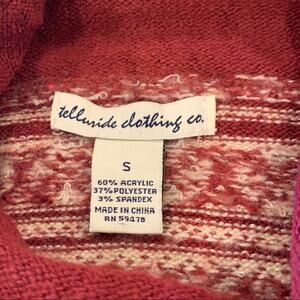 telluride clothing co.
S
60% ACRYLIC
37% POLYESTER
3% SPANDEX
MADE IN CHINA
RN 59478